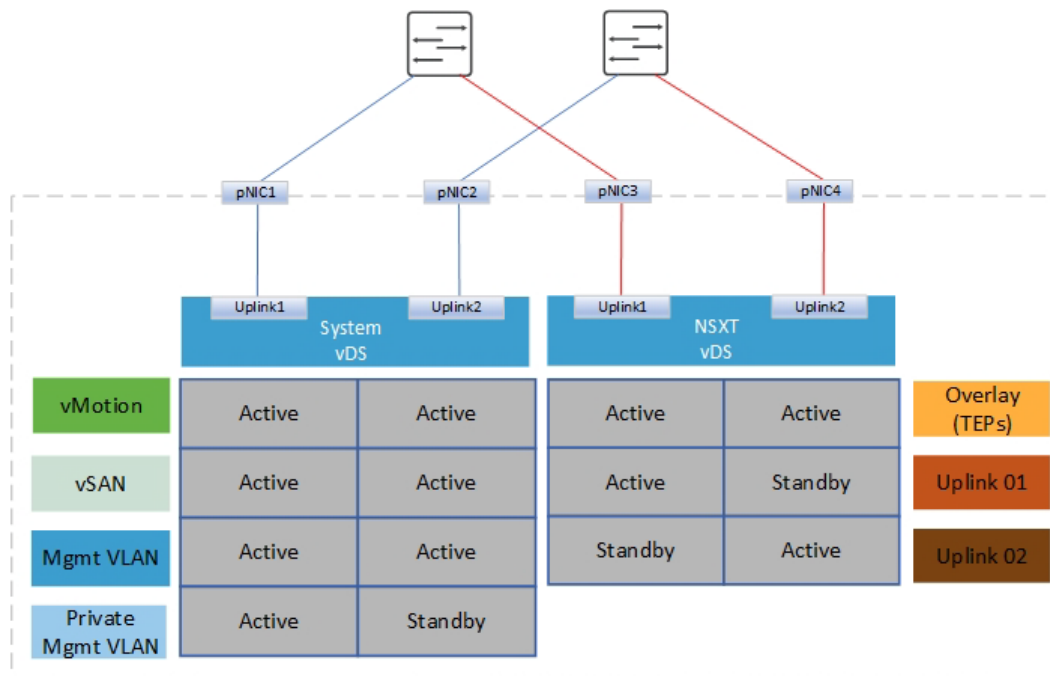 pNIC1
pNIC2
pNIC3
pNIC4
Uplink1
Uplink2
Uplink1
Uplink2
System
vDS
NSXT
vDS
vMotion
Active
Active
Active
Active
Overlay
(TEPs)
vSAN
Active
Active
Active
Standby
Uplink 01
Mgmt VLAN
Active
Active
Standby
Active
Uplink 02
Private
Mgmt VLAN
Active
Standby